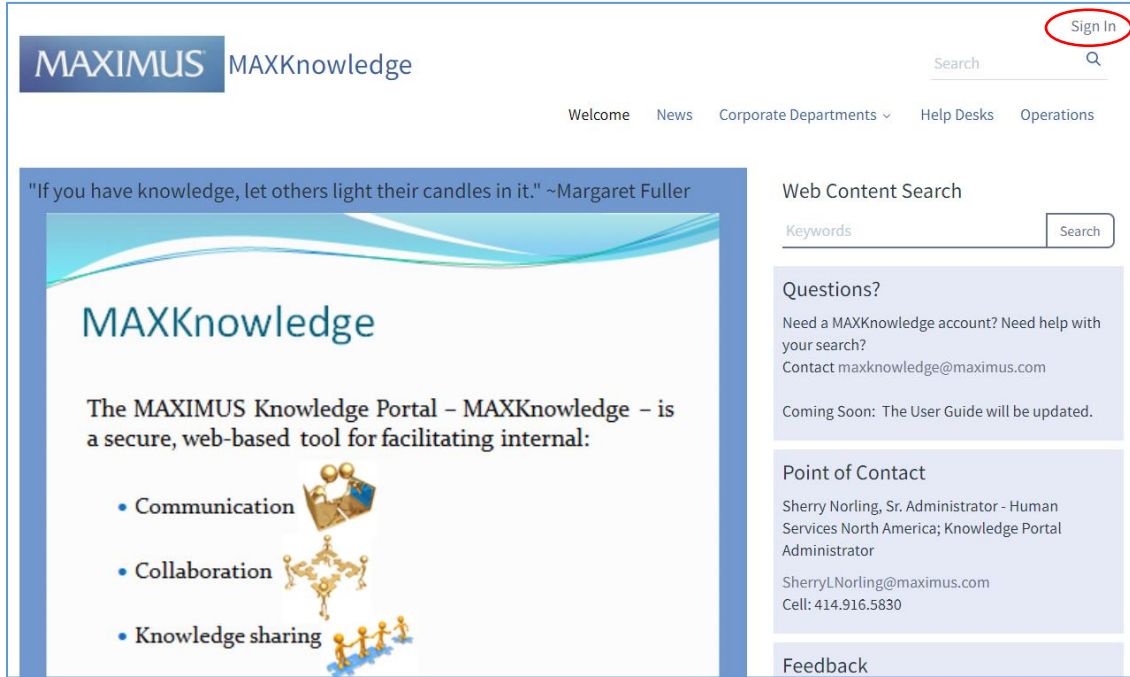 Sign In
MAXIMUS MAXKnowledge
Search
Welcome News Corporate Departments Help Desks Operations
"If you have knowledge, let others light their candles in it." ~Margaret Fuller
MAXKnowledge
The MAXIMUS Knowledge Portal – MAXKnowledge – is
a secure, web-based tool for facilitating internal:
• Communication
• Collaboration
• Knowledge sharing
Web Content Search
Keywords Search
Questions?
Need a MAXKnowledge account? Need help with
your search?
Contact maxknowledge@maximus.com
Coming Soon: The User Guide will be updated.
Point of Contact
Sherry Norling, Sr. Administrator - Human
Services North America; Knowledge Portal
Administrator
SherryLNorling@maximus.com
Cell: 414.916.5830
Feedback